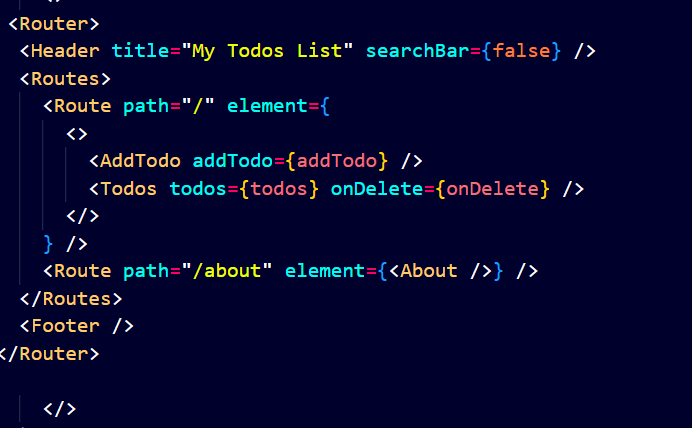 <Router>
<Header title="My Todos List" searchBar={false} />
<Routes>
<Route path="/" element={
<>
<AddTodo addTodo={addTodo} />
<Todos todos={todos} onDelete={onDelete} />
</>
} />
<Route path="/about" element={<About />} />
</Routes>
<Footer />
</Router>
</>